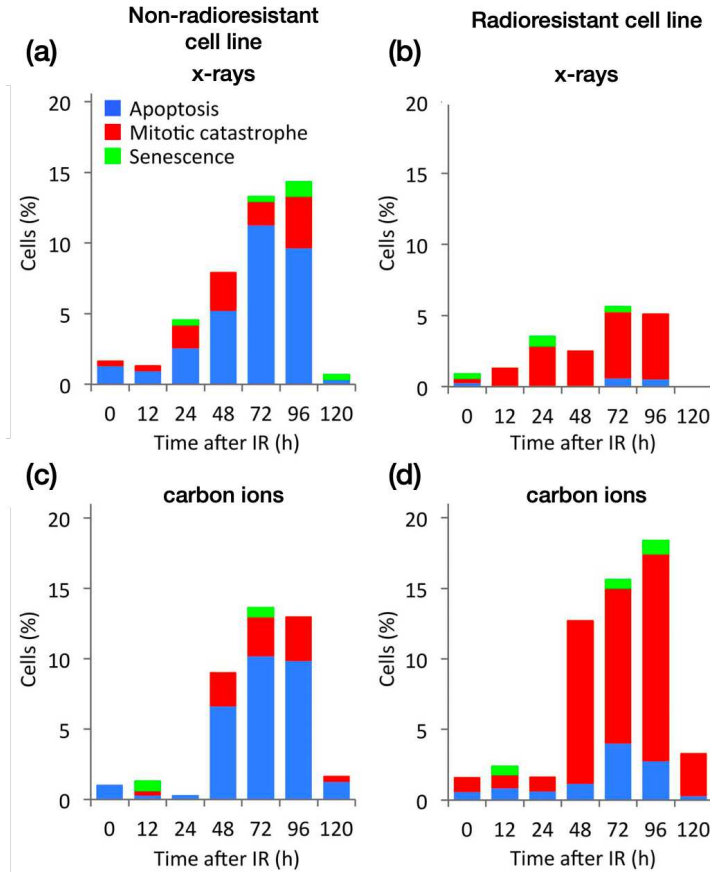 Non-radioresistant
cell line
Radioresistant cell line
(a)
x-rays
(b)
x-rays
20
15
10
5
0
Cells (%)
Apoptosis
Mitotic catastrophe
Senescence
0 12 24 48 72 96 120
Time after IR (h)
20
15
10
5
0
Cells (%)
0 12 24 48 72 96 120
Time after IR (h)
(c)
carbon ions
20
15
10
5
0
Cells (%)
0 12 24 48 72 96 120
Time after IR (h)
(d)
carbon ions
20
15
10
5
0
Cells (%)
0 12 24 48 72 96 120
Time after IR (h)